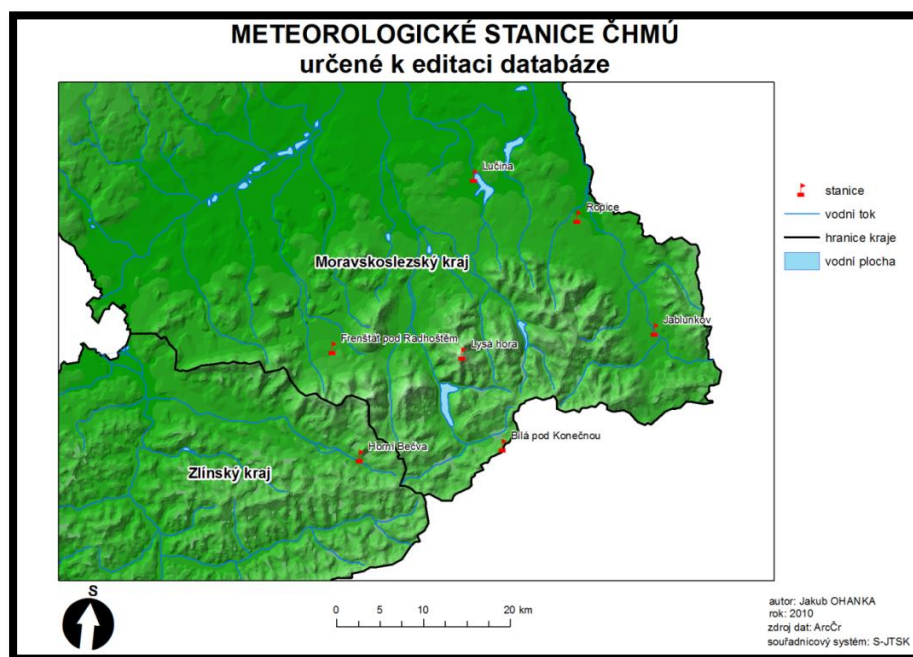 METEOROLOGICKÉ STANICE ČHMÚ
určené k editaci databáze
Lučina
Ropice
stanice
vodní tok
hranice kraje
vodní plocha
Moravskoslezský kraj
Jablunkov
Frenštát pod Radhoštěm
Lysá hora
Bílá pod Konečnou
Horní Bečva
Zlínský kraj
S
0 5 10 20 km
autor: Jakub OHANKA
rok: 2010
zdroj dat: ArcČr
souřadnicový systém: S-JTSK